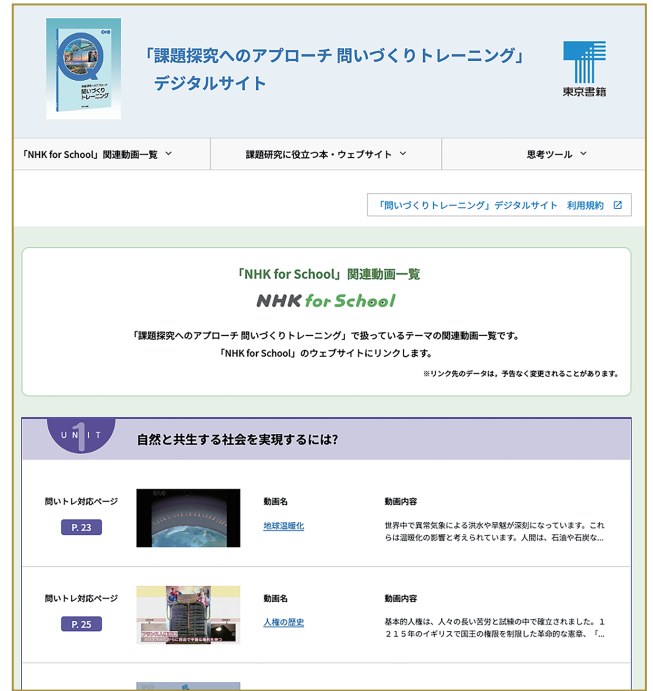 問いづくり
トレーニング
「課題探究へのアプローチ 問いづくりトレーニング」
デジタルサイト
東京書籍
「NHK for School」関連動画一覧
課題研究に役立つ本・ウェブサイト
思考ツール
「問いづくりトレーニング」デジタルサイト 利用規約
「NHK for School」関連動画一覧
NHK for School
「課題探究へのアプローチ 問いづくりトレーニング」で扱っているテーマの関連動画一覧です。
「NHK for School」のウェブサイトにリンクします。
※リンク先のデータは，予告なく変更されることがあります。
UNIT 1
自然と共生する社会を実現するには?
問いトレ対応ページ
P. 23
動画名
地球温暖化
動画内容
世界中で異常気象による洪水や旱魃が深刻になっています。これ
らは温暖化の影響と考えられています。人間は、石油や石炭な...
問いトレ対応ページ
P. 25
動画名
人権の歴史
動画内容
基本的人権は、人々の長い苦労と試練の中で確立されました。１
２１５年のイギリスで国王の権限を制限した革命的な憲章、「...